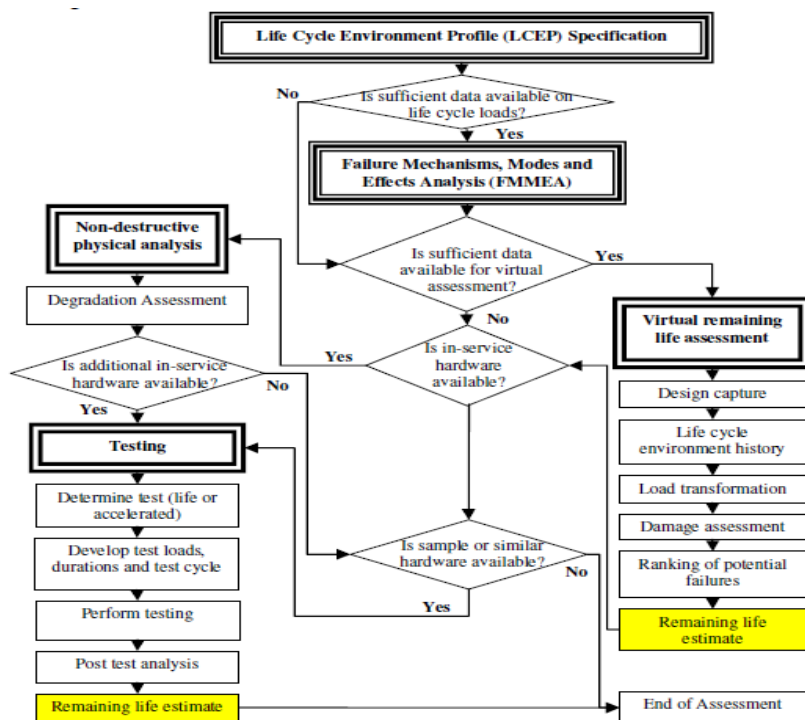 Life Cycle Environment Profile (LCEP) Specification
No
Is sufficient data available on
life cycle loads?
Yes
Failure Mechanisms, Modes and
Effects Analysis (FMMEA)
Non-destructive
physical analysis
Is sufficient data
available for virtual
assessment?
Yes
Degradation Assessment
No
Virtual remaining
life assessment
Is additional in-service
hardware available?
Yes
Is in-service
hardware
available?
No
Yes
Design capture
Testing
Life cycle
environment history
Load transformation
Determine test (life or
accelerated)
Damage assessment
Develop test loads,
durations and test cycle
Is sample or similar
hardware available?
No
Ranking of potential
failures
Yes
Perform testing
Remaining life
estimate
Post test analysis
Remaining life estimate
End of Assessment